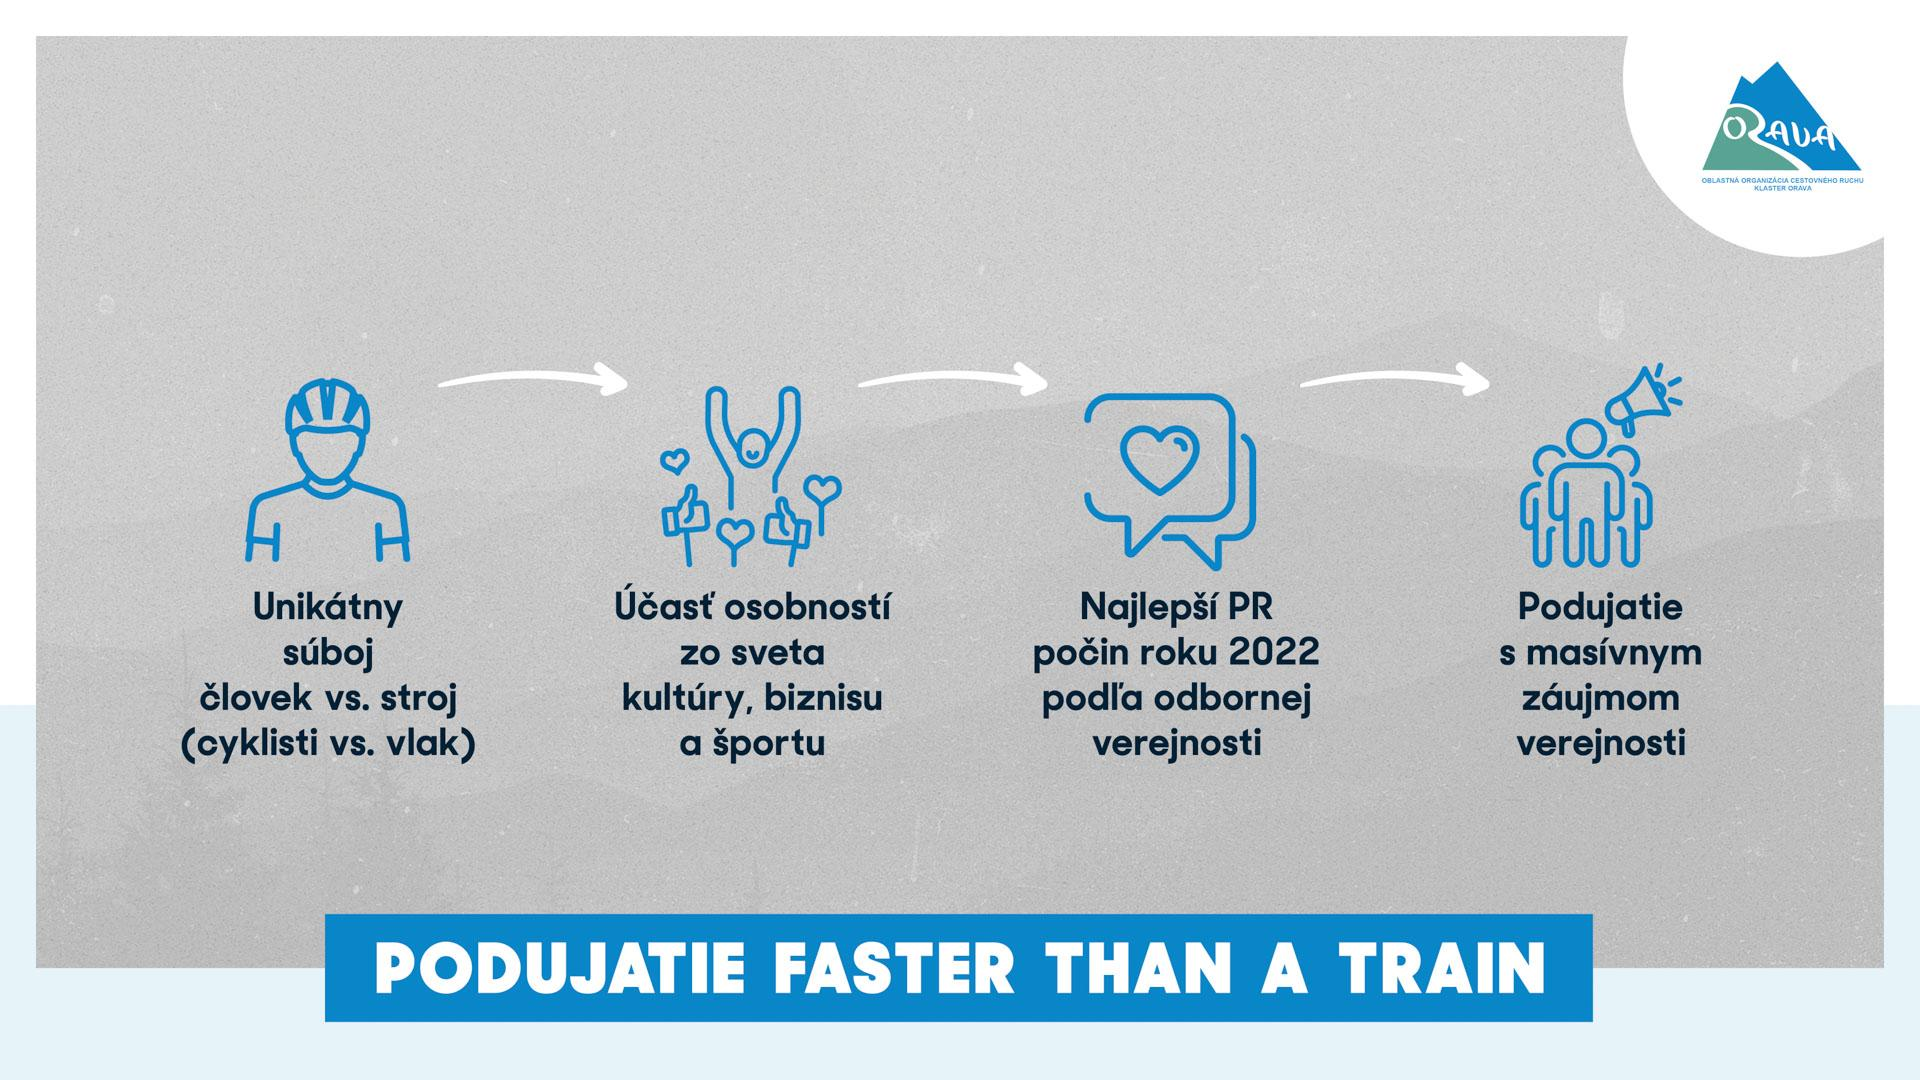 ORAVA
OBLASTNÁ ORGANIZÁCIA CESTOVNÉHO RUCHU
KLASTER ORAVA
Unikátny
súboj
človek vs. stroj
(cyklisti vs. vlak)
Účasť osobností
zo sveta
kultúry, biznisu
a športu
Najlepší PR
počin roku 2022
podľa odbornej
verejnosti
Podujatie
s masívnym
záujmom
verejnosti
PODUJATIE FASTER THAN A TRAIN